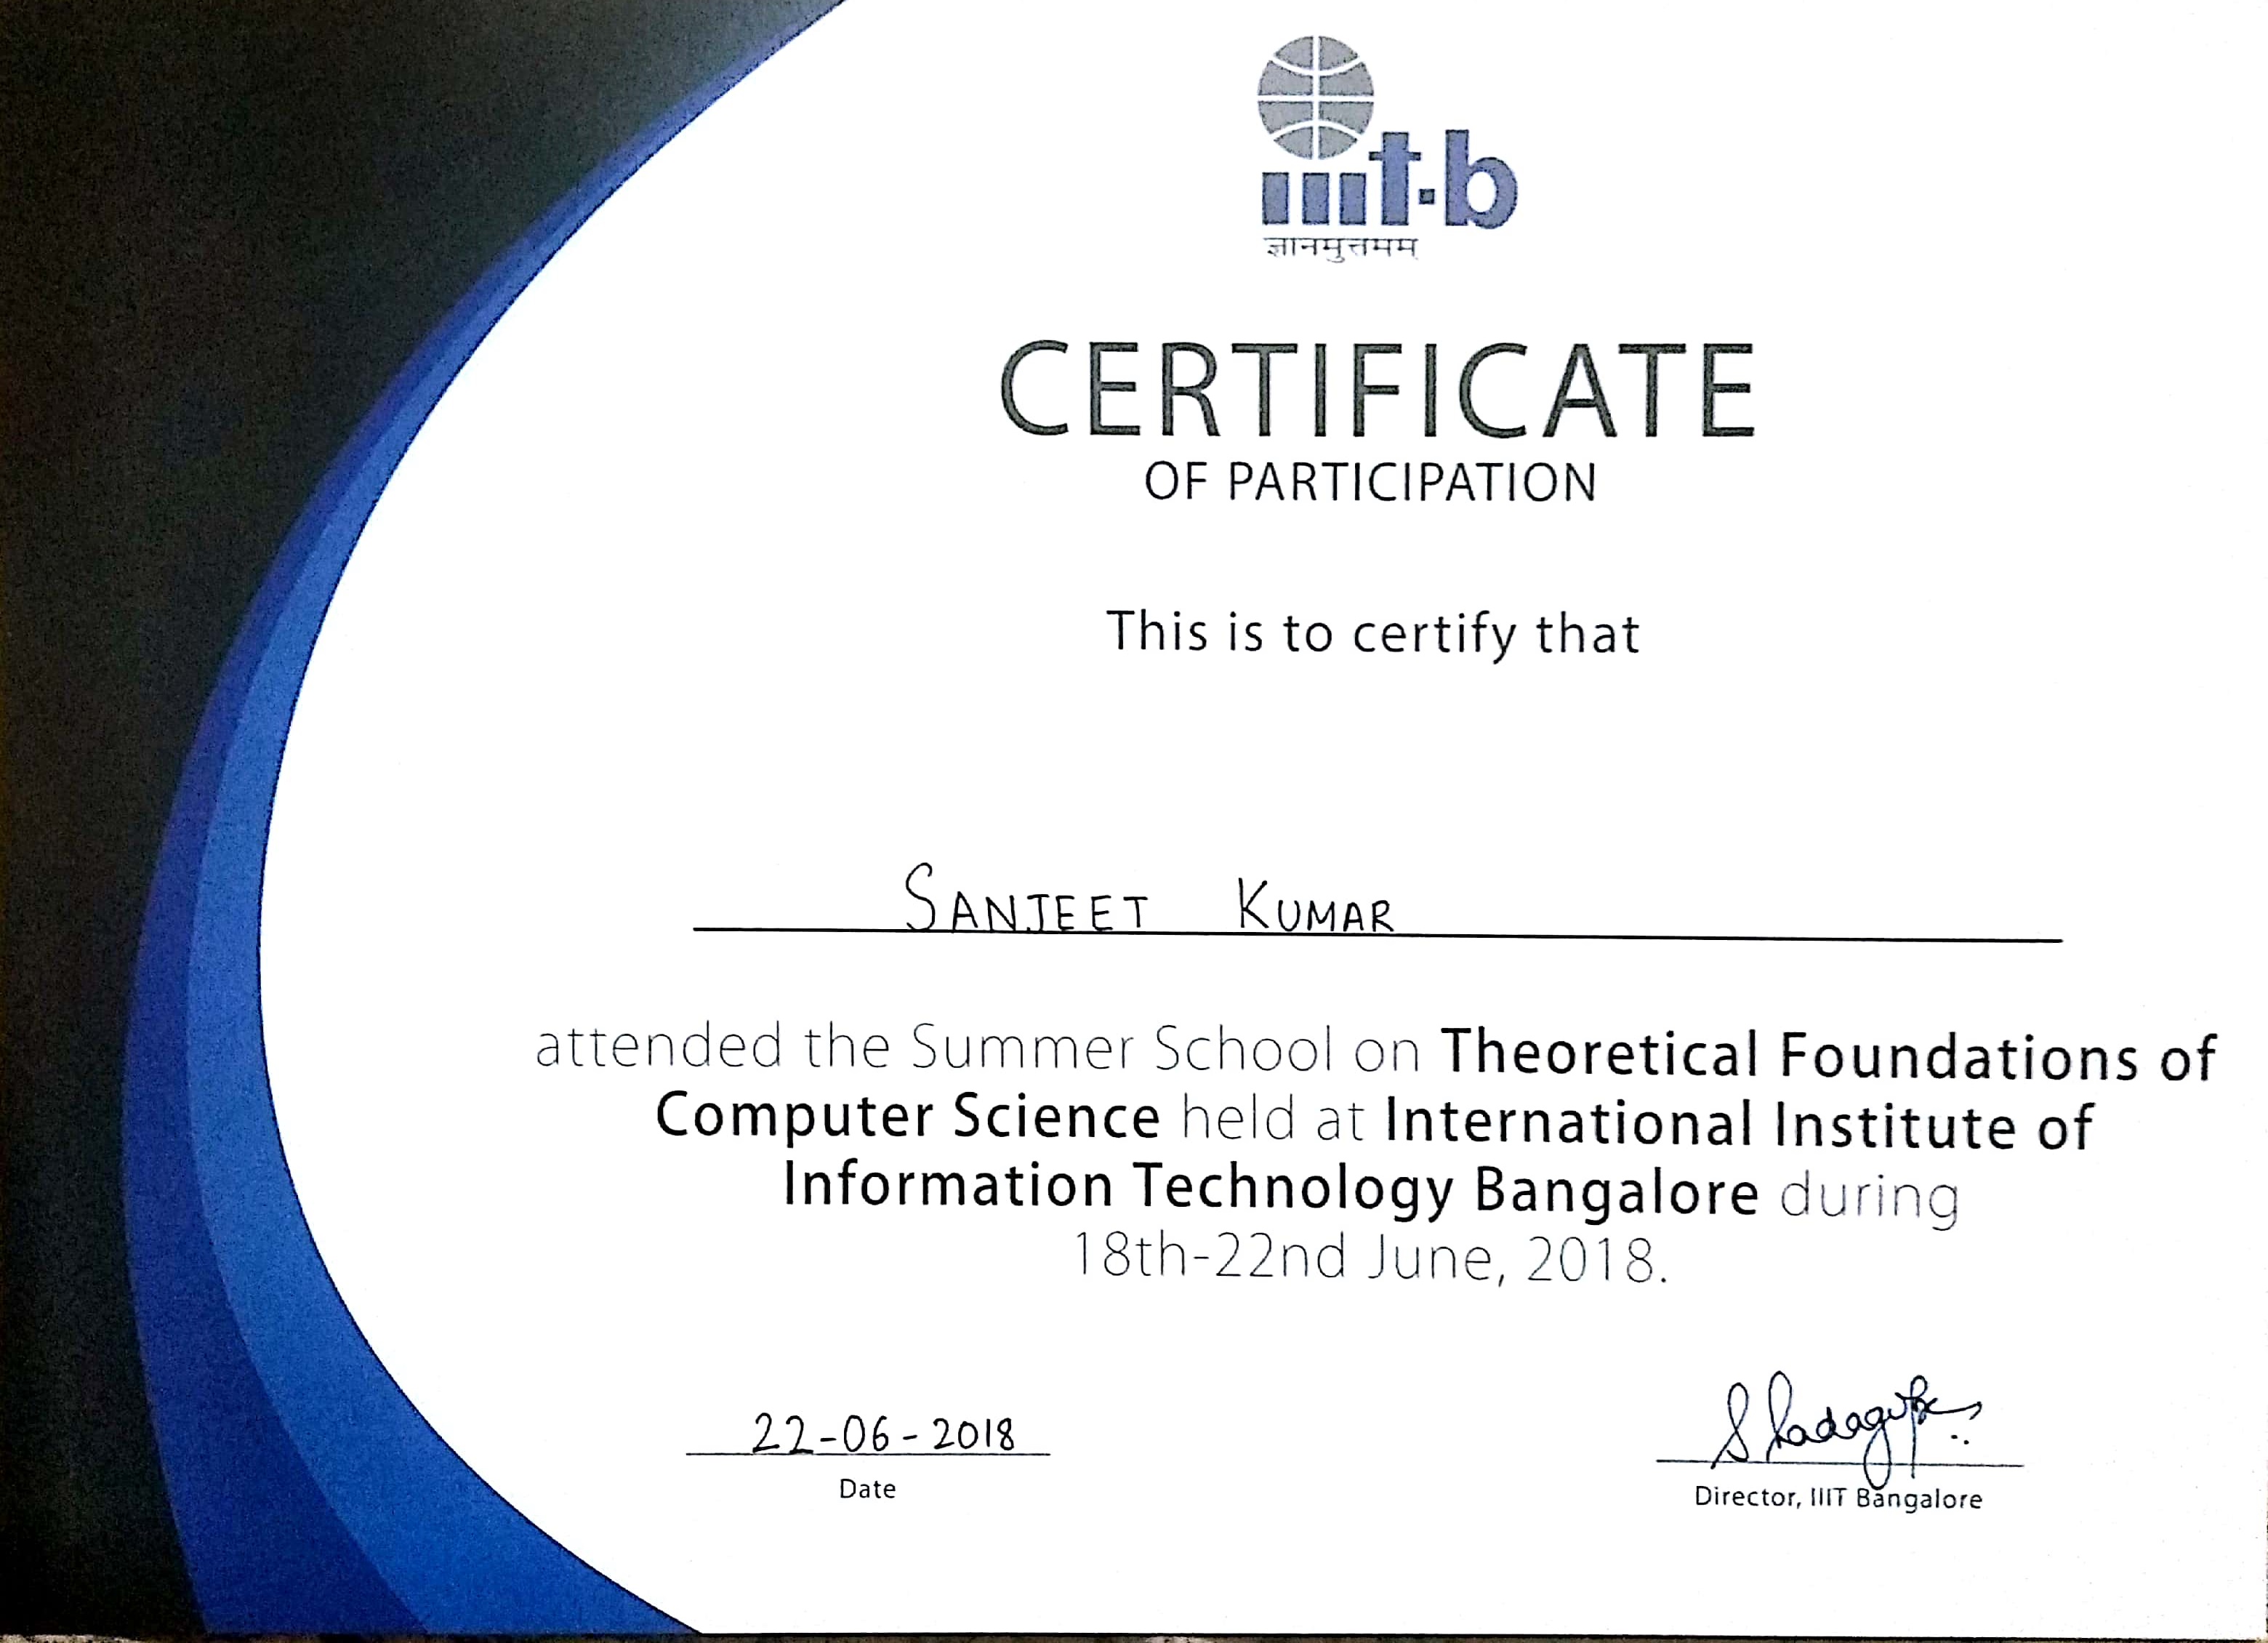 iiit-b
ज्ञानमुत्तमम्
CERTIFICATE
OF PARTICIPATION
This is to certify that
SANJEET KUMAR
attended the Summer School on Theoretical Foundations of
Computer Science held at International Institute of
Information Technology Bangalore during
18th-22nd June, 2018.
22-06-2018
Date
Director, IIIT Bangalore